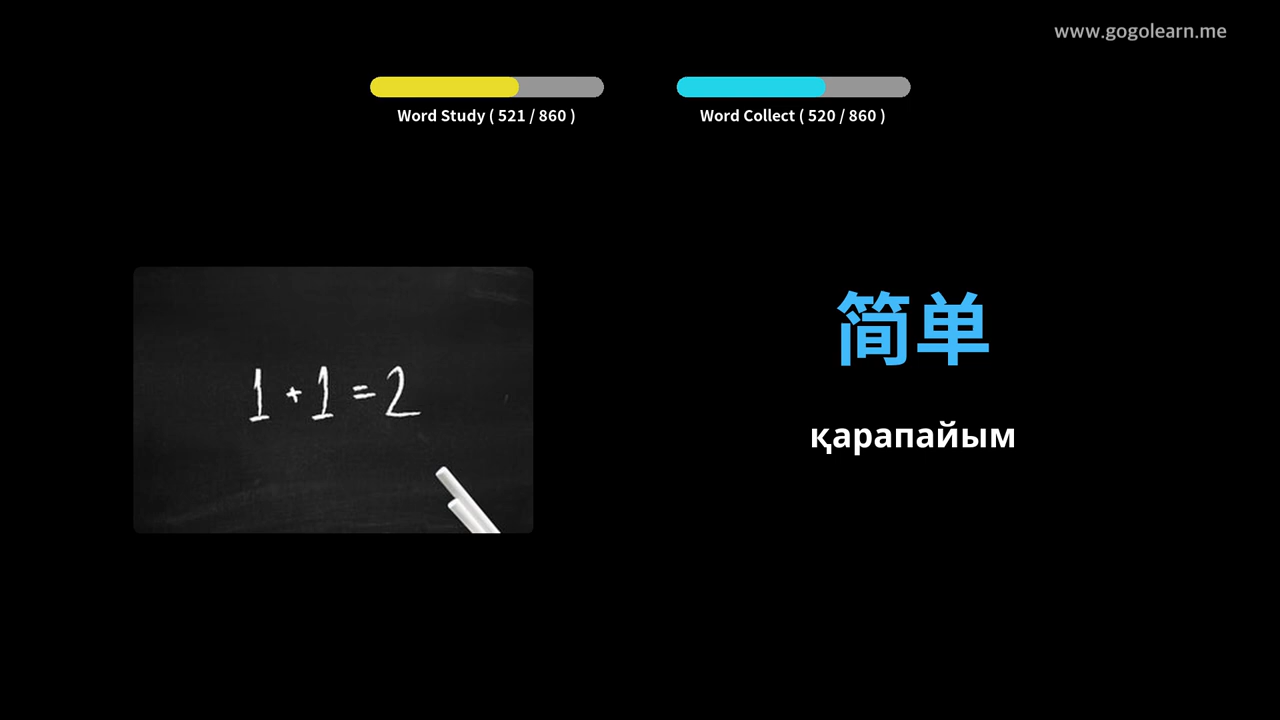 www.gogolearn.me
Word Study ( 521 / 860 )
Word Collect ( 520 / 860 )
1 + 1 = 2
简单
қарапайым